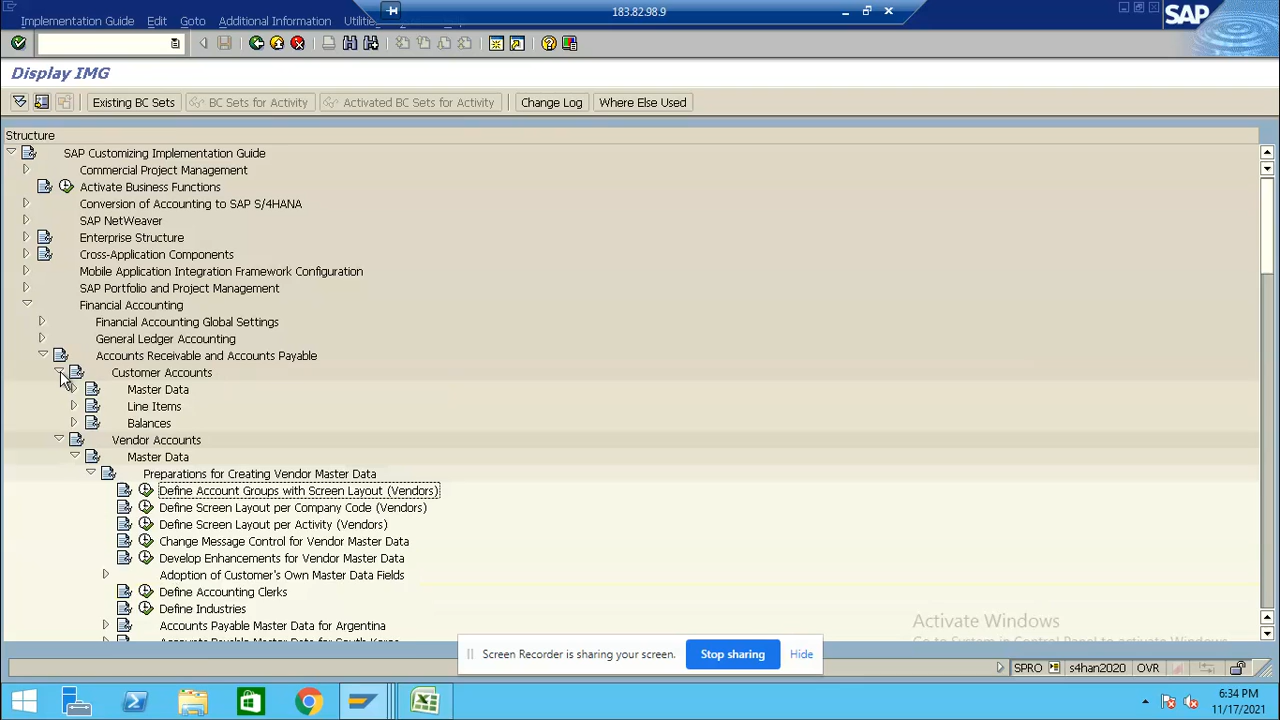 183.82.98.9
Implementation Guide Edit Goto Additional Information
SAP
Display IMG
Existing BC Sets BC Sets for Activity Activated BC Sets for Activity Change Log Where Else Used
Structure
SAP Customizing Implementation Guide
Commercial Project Management
Activate Business Functions
Conversion of Accounting to SAP S/4HANA
SAP NetWeaver
Enterprise Structure
Cross-Application Components
Mobile Application Integration Framework Configuration
SAP Portfolio and Project Management
Financial Accounting
Financial Accounting Global Settings
General Ledger Accounting
Accounts Receivable and Accounts Payable
Customer Accounts
Master Data
Line Items
Balances
Vendor Accounts
Master Data
Preparations for Creating Vendor Master Data
Define Account Groups with Screen Layout (Vendors)
Define Screen Layout per Company Code (Vendors)
Define Screen Layout per Activity (Vendors)
Change Message Control for Vendor Master Data
Develop Enhancements for Vendor Master Data
Adoption of Customer's Own Master Data Fields
Define Accounting Clerks
Define Industries
Accounts Payable Master Data for Argentina
Activate Windows
Screen Recorder is sharing your screen. Stop sharing Hide
SPRO s4han2020 OVR
6:34 PM
11/17/2021